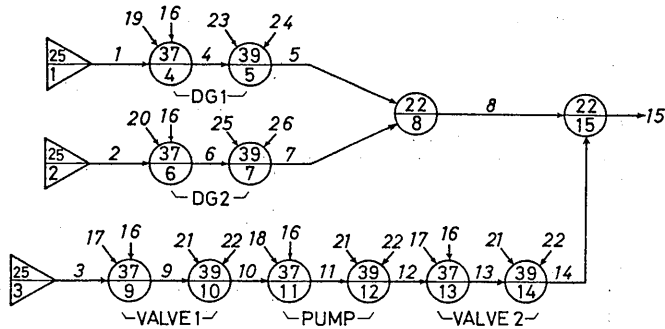 19 16 23 24
25 1 37 4 39 5
1 4 5
DG1
22 8 22 15
8 15
20 16 25 26
25 2 37 6 39 7
2 6 7
DG2
17 16 21 22 18 16 21 22 17 16 21 22
25 3 37 9 39 10 37 11 39 12 37 13 39 14
3 9 10 11 12 13 14
VALVE1 PUMP VALVE 2